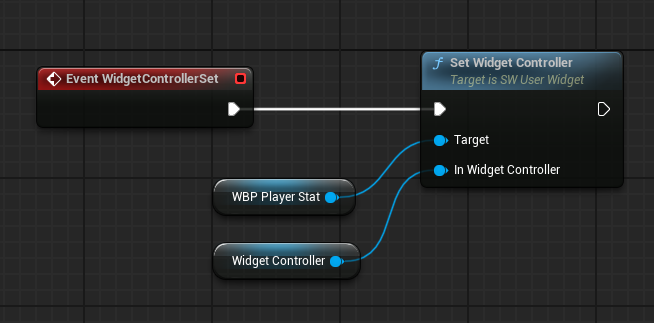 Event WidgetControllerSet
Set Widget Controller
Target is SW User Widget
Target
In Widget Controller
WBP Player Stat
Widget Controller